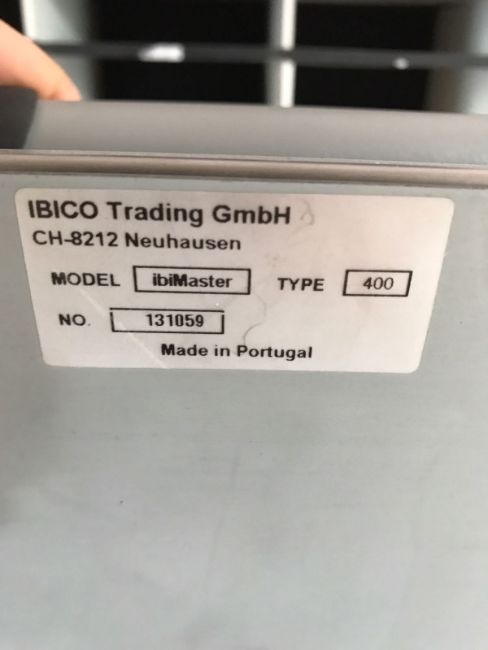 IBICO Trading GmbH
CH-8212 Neuhausen
MODEL ibiMaster TYPE 400
NO. 131059
Made in Portugal